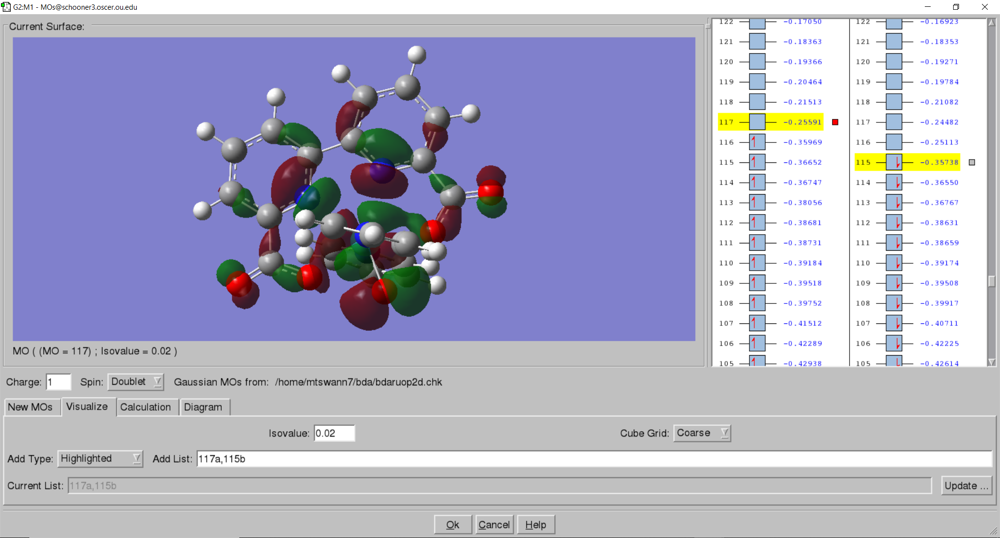 G2:M1 - MOs@schooner3.oscer.ou.edu
Current Surface:
122 -0.17050 122 -0.16923
121 -0.18363 121 -0.18353
120 -0.19366 120 -0.19271
119 -0.20464 119 -0.19784
118 -0.21513 118 -0.21082
117 -0.25591 117 -0.24482
116 -0.35969 116 -0.25113
115 -0.36652 115 -0.35738
114 -0.36747 114 -0.36550
113 -0.38056 113 -0.36767
112 -0.38681 112 -0.38631
111 -0.38731 111 -0.38659
110 -0.39184 110 -0.39174
109 -0.39518 109 -0.39508
108 -0.39752 108 -0.39917
107 -0.41512 107 -0.40711
106 -0.42289 106 -0.42225
105 -0.42938 105 -0.42614
MO ( (MO = 117) ; Isovalue = 0.02 )
Charge: 1 Spin: Doublet Gaussian MOs from: /home/mtswann7/bda/bdaruop2d.chk
New MOs Visualize Calculation Diagram
Isovalue: 0.02 Cube Grid: Coarse
Add Type: Highlighted Add List: 117a,115b
Current List: 117a,115b Update ...
Ok Cancel Help